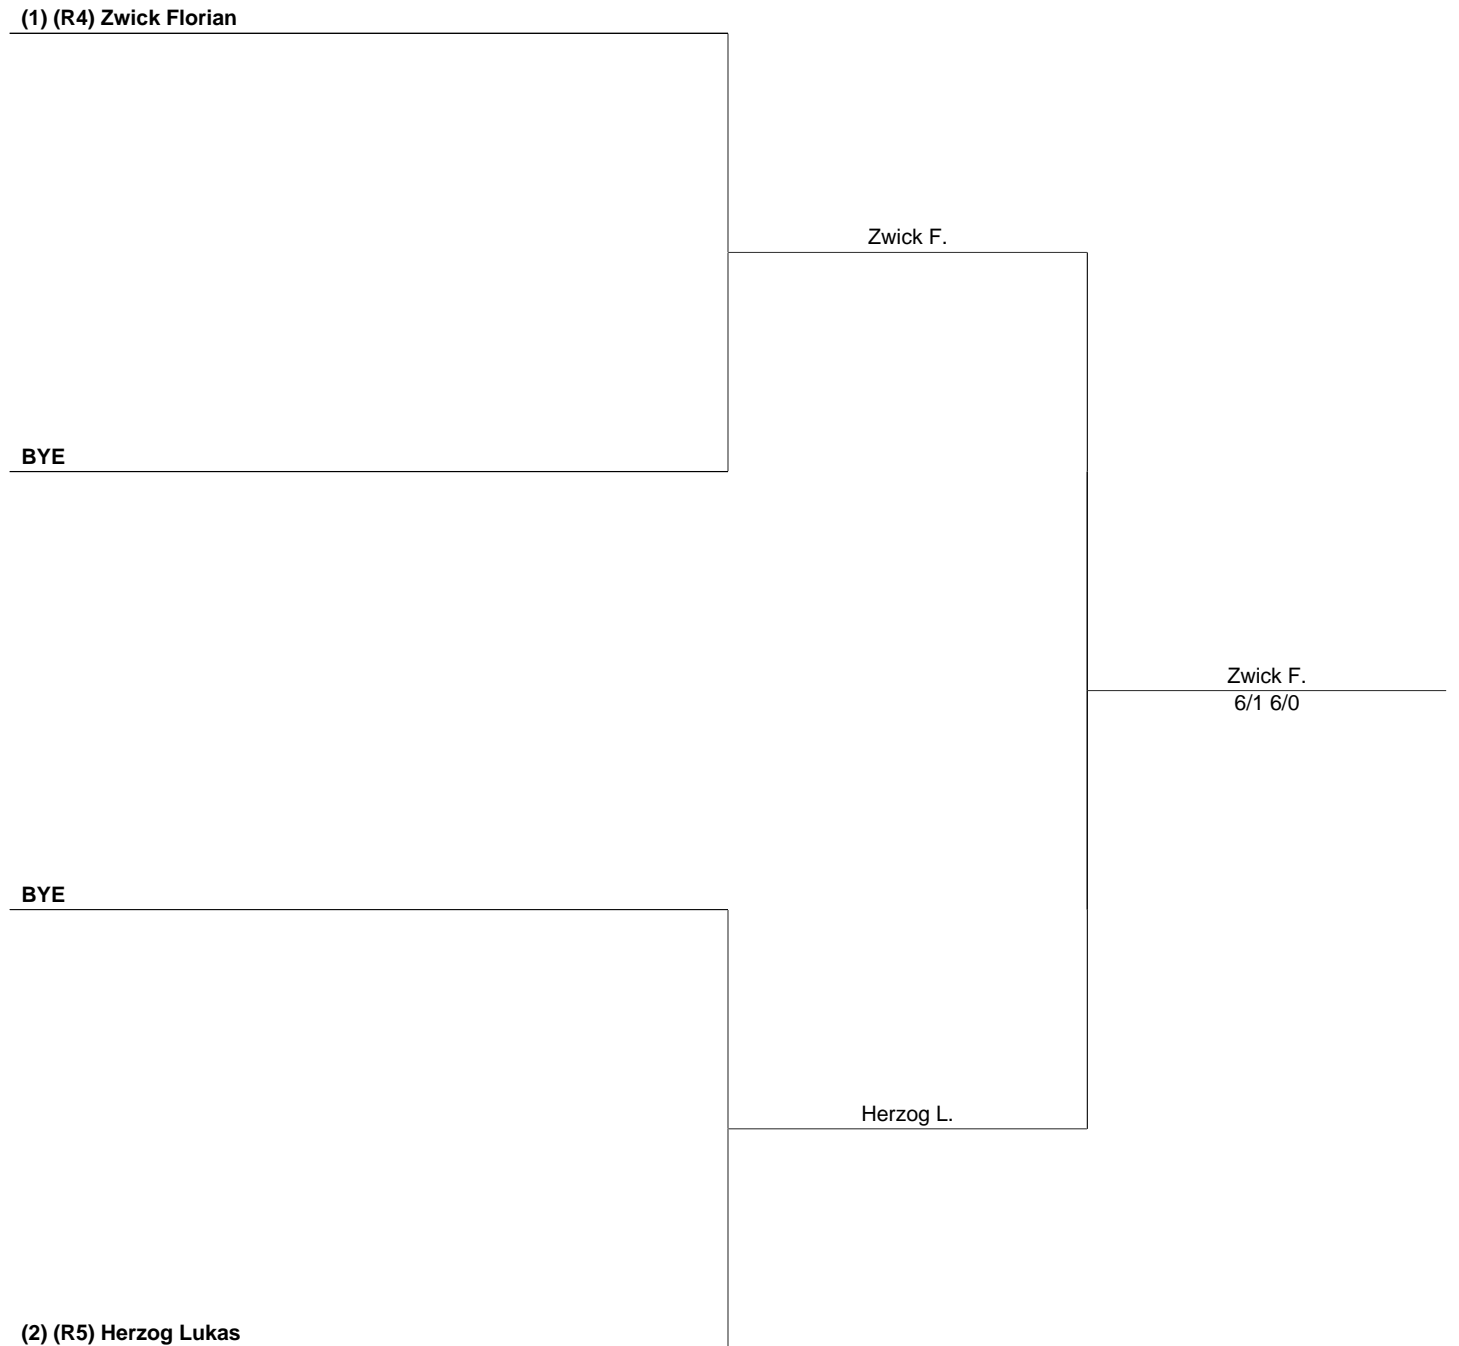 (1) (R4) Zwick Florian
Zwick F.
BYE
Zwick F.
6/1 6/0
BYE
Herzog L.
(2) (R5) Herzog Lukas